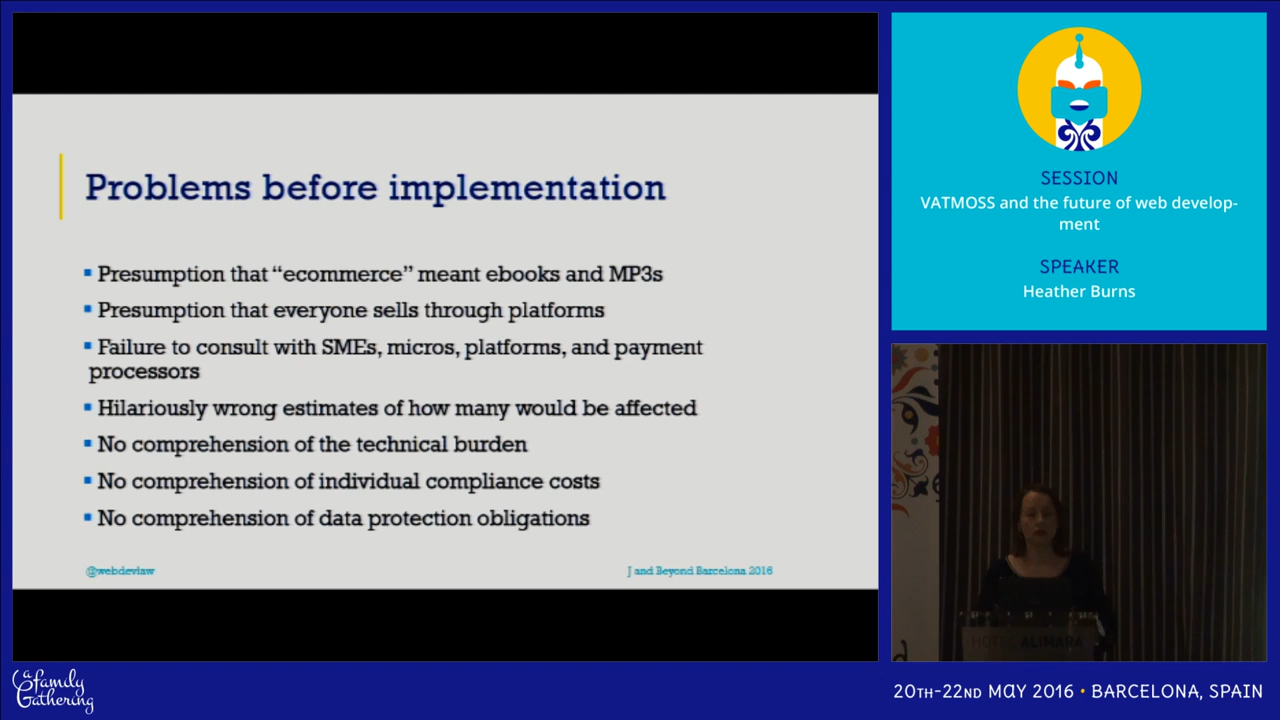 Problems before implementation
▪ Presumption that “ecommerce” meant ebooks and MP3s
▪ Presumption that everyone sells through platforms
▪ Failure to consult with SMEs, micros, platforms, and payment
processors
▪ Hilariously wrong estimates of how many would be affected
▪ No comprehension of the technical burden
▪ No comprehension of individual compliance costs
▪ No comprehension of data protection obligations
@webdevlaw
J and Beyond Barcelona 2016
SESSION
VATMOSS and the future of web develop-
ment
SPEAKER
Heather Burns
HOTEL ALIMARA
a family
Gathering
20TH-22ND MAY 2016 • BARCELONA, SPAIN